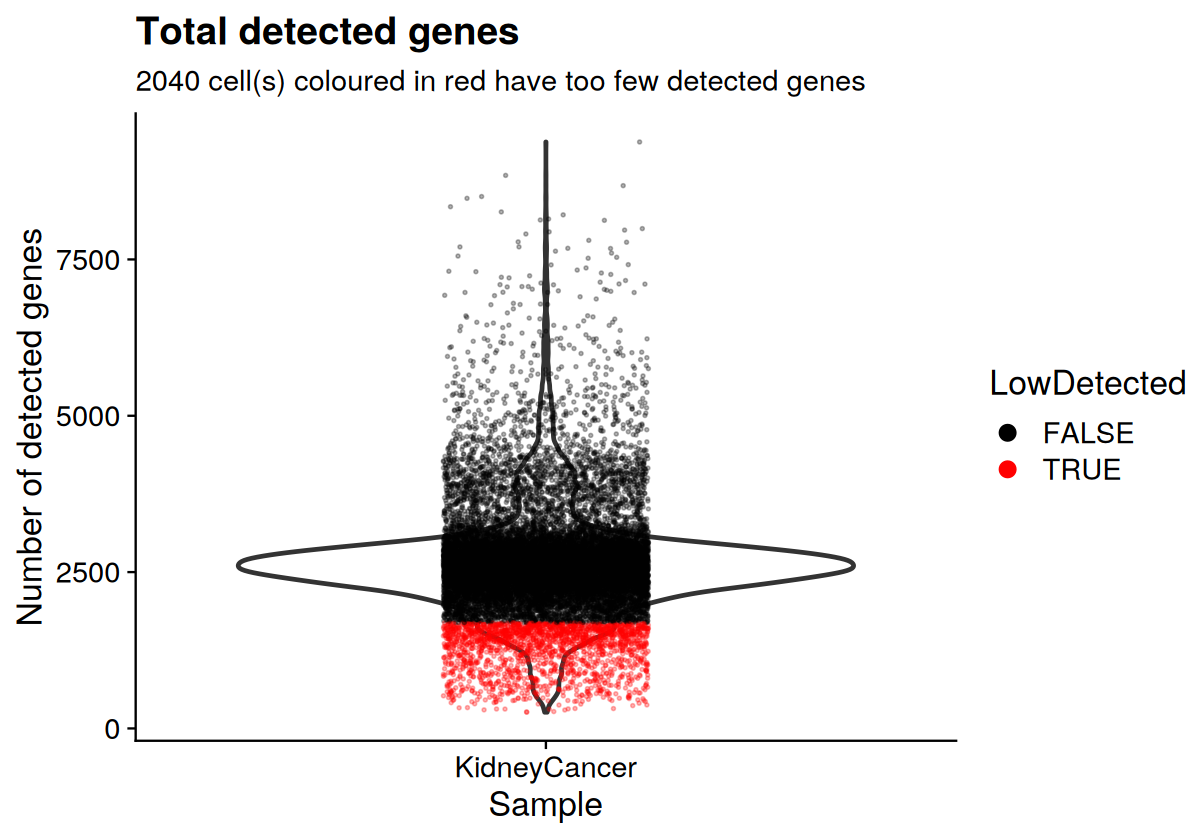 Total detected genes
2040 cell(s) coloured in red have too few detected genes
Number of detected genes
7500
5000
2500
0
KidneyCancer
Sample
LowDetected
FALSE
TRUE